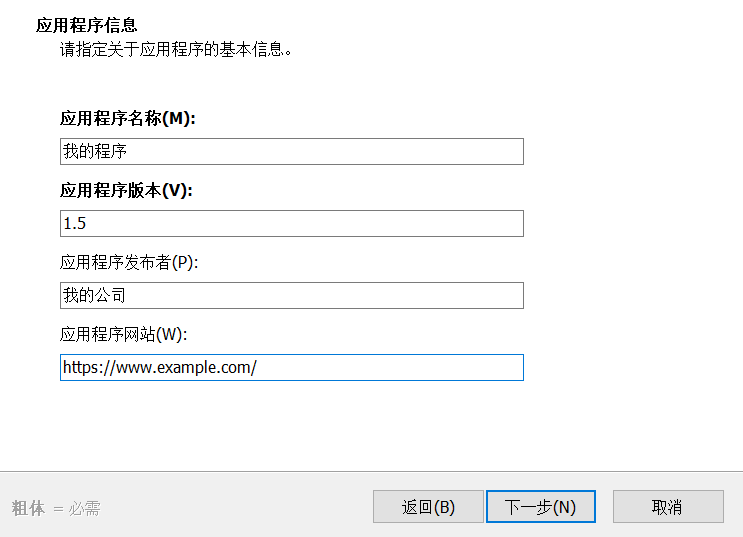 应用程序信息
请指定关于应用程序的基本信息。
应用程序名称(M):
我的程序
应用程序版本(V):
1.5
应用程序发布者(P):
我的公司
应用程序网站(W):
https://www.example.com/
粗体 = 必需
返回(B)
下一步(N)
取消